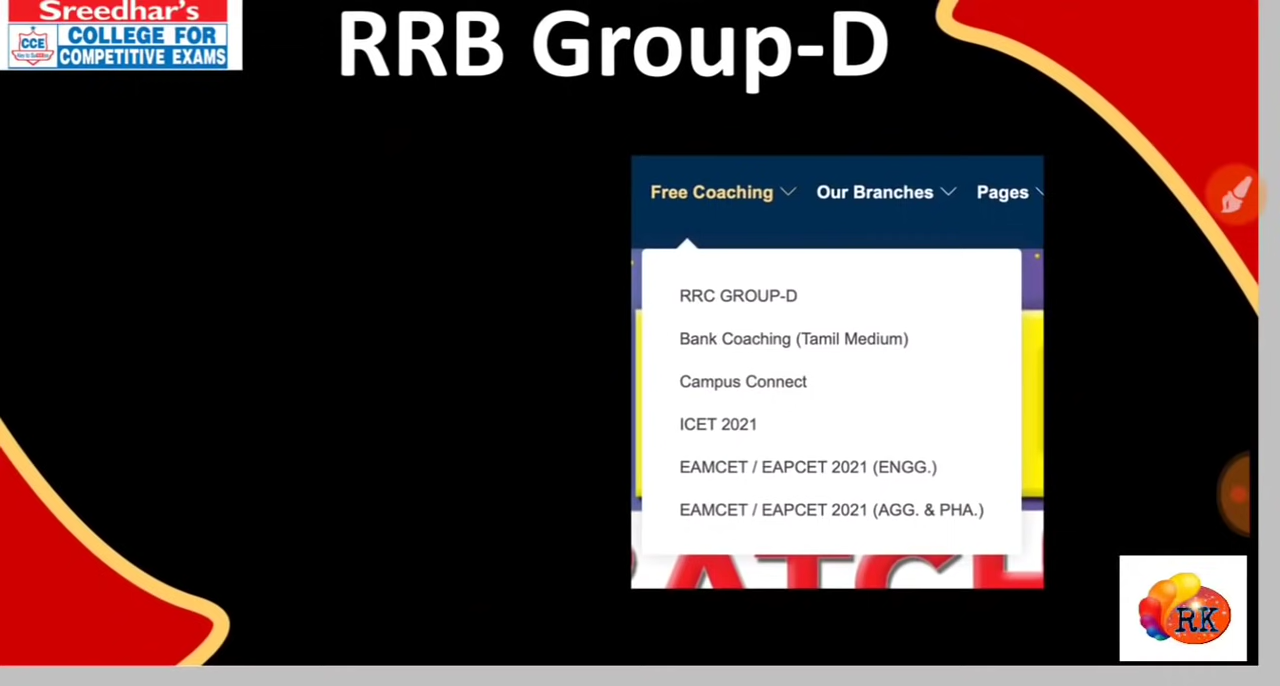 Sreedhar's
CCE
COLLEGE FOR
COMPETITIVE EXAMS
RRB Group-D
Free Coaching
Our Branches
Pages
RRC GROUP-D
Bank Coaching (Tamil Medium)
Campus Connect
ICET 2021
EAMCET / EAPCET 2021 (ENGG.)
EAMCET / EAPCET 2021 (AGG. & PHA.)
RK